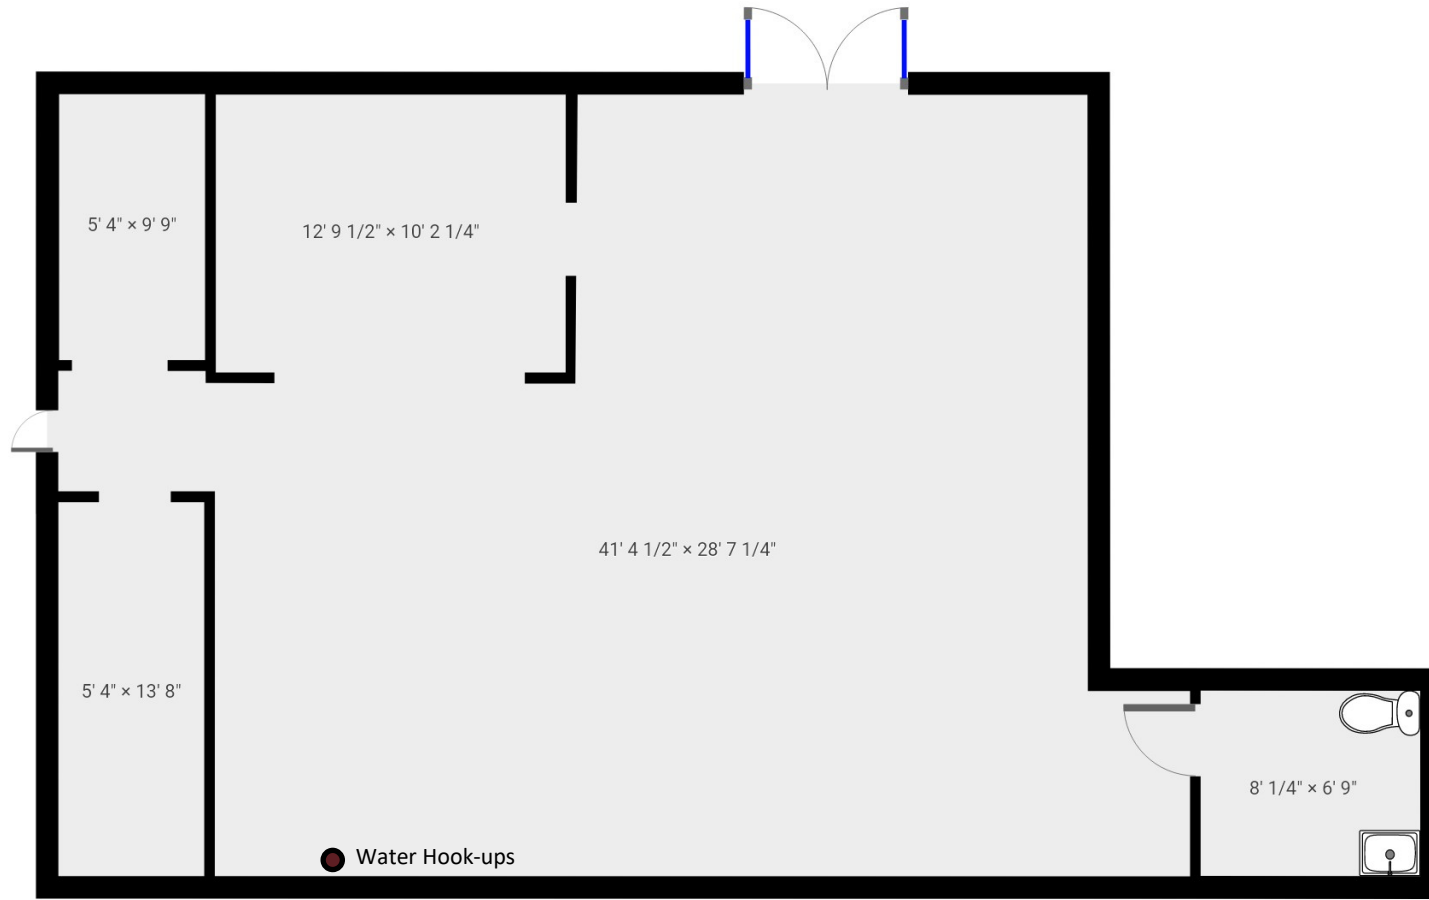 5' 4" × 9' 9"
12' 9 1/2" × 10' 2 1/4"
41' 4 1/2" × 28' 7 1/4"
5' 4" × 13' 8"
8' 1/4" × 6' 9"
Water Hook-ups